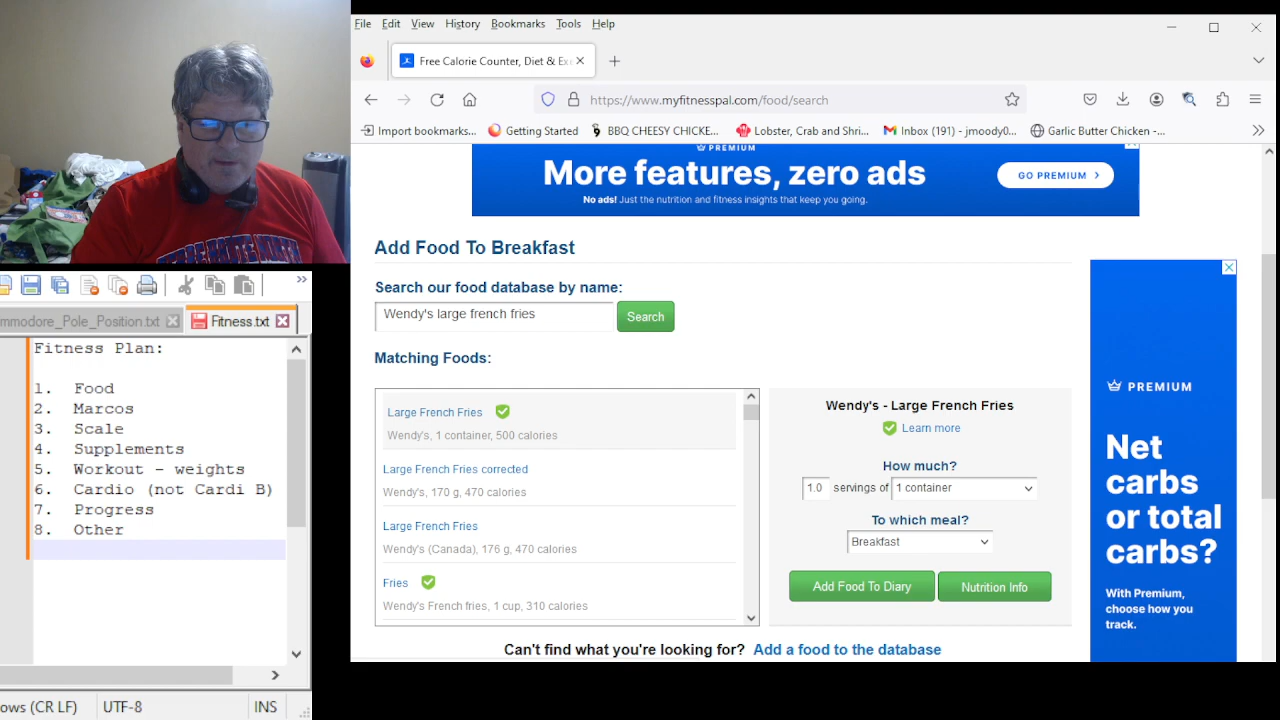 File Edit View History Bookmarks Tools Help
Free Calorie Counter, Diet & Ex
https://www.myfitnesspal.com/food/search
Import bookmarks... Getting Started BBQ CHEESY CHICKE... Lobster, Crab and Shri... Inbox (191) - jmoody0... Garlic Butter Chicken -...
PREMIUM
More features, zero ads
No ads! Just the nutrition and fitness insights that keep you going.
GO PREMIUM
Add Food To Breakfast
Search our food database by name:
Wendy's large french fries
Search
Matching Foods:
Large French Fries
Wendy's, 1 container, 500 calories
Large French Fries corrected
Wendy's, 170 g, 470 calories
Large French Fries
Wendy's (Canada), 176 g, 470 calories
Fries
Wendy's French fries, 1 cup, 310 calories
Wendy's - Large French Fries
Learn more
How much?
1.0 servings of 1 container
To which meal?
Breakfast
Add Food To Diary Nutrition Info
Can't find what you're looking for? Add a food to the database
PREMIUM
Net
carbs
or total
carbs?
With Premium,
choose how you
track.
mmodore_Pole_Position.txt Fitness.txt
Fitness Plan:
1. Food
2. Marcos
3. Scale
4. Supplements
5. Workout - weights
6. Cardio (not Cardi B)
7. Progress
8. Other
ows (CR LF) UTF-8 INS